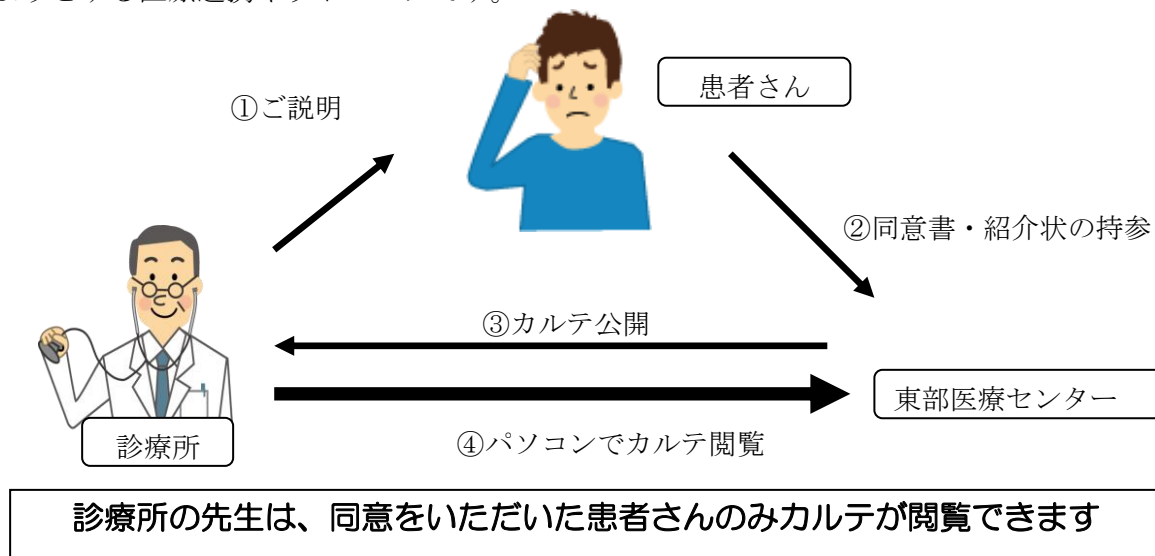 患者さん
①ご説明
②同意書・紹介状の持参
③カルテ公開
東部医療センター
診療所
④パソコンでカルテ閲覧
診療所の先生は、同意をいただいた患者さんのみカルテが閲覧できます